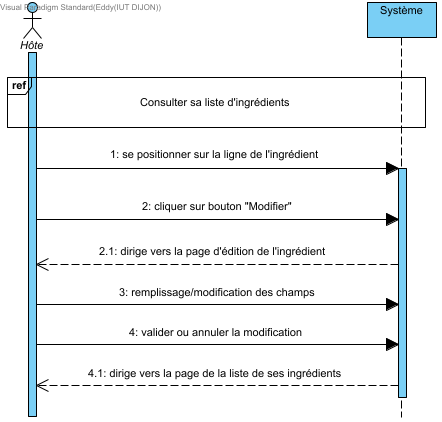 Visual Paradigm Standard(Eddy(IUT DIJON))
Système
Hôte
ref
Consulter sa liste d'ingrédients
1: se positionner sur la ligne de l'ingrédient
2: cliquer sur bouton "Modifier"
2.1: dirige vers la page d'édition de l'ingrédient
3: remplissage/modification des champs
4: valider ou annuler la modification
4.1: dirige vers la page de la liste de ses ingrédients